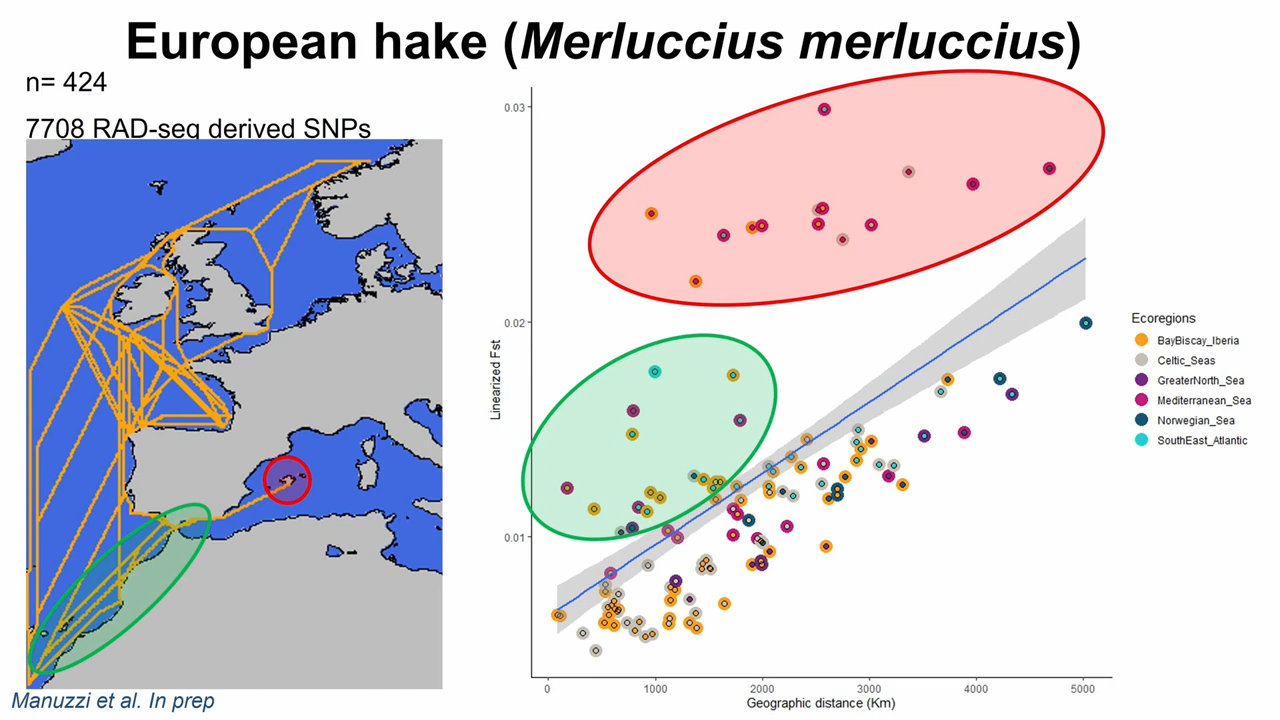 European hake (Merluccius merluccius)
n= 424
7708 RAD-seq derived SNPs
0.03
0.02
0.01
Linearized Fst
0
1000
2000
3000
4000
5000
Geographic distance (Km)
Ecoregions
BayBiscay_Iberia
Celtic_Seas
GreaterNorth_Sea
Mediterranean_Sea
Norwegian_Sea
SouthEast_Atlantic
Manuzzi et al. In prep